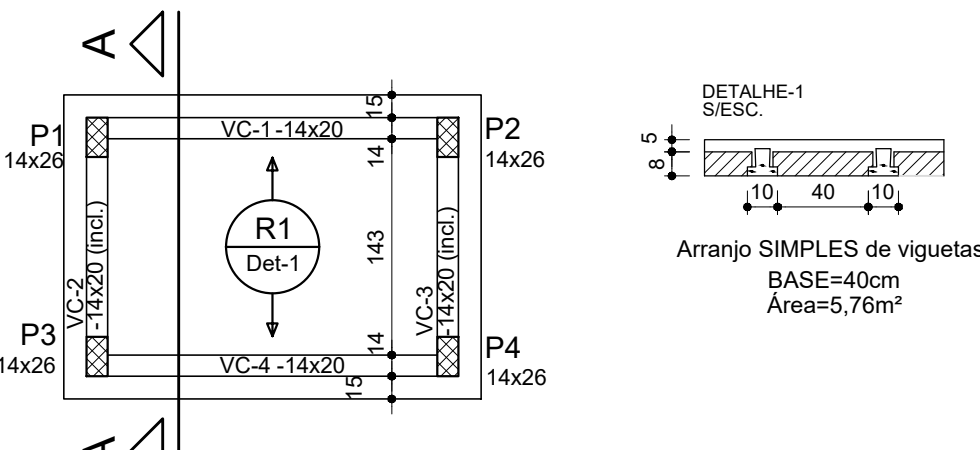 A
15
P1
VC-1 -14x20
P2
14x26
14
14x26
R1
Det-1
143
VC-2
-14x20 (incl.)
VC-3
-14x20 (incl.)
P3
14
P4
14x26
VC-4 -14x20
14x26
15
A
DETALHE-1
S/ESC.
5
8
10
40
10
Arranjo SIMPLES de viguetas
BASE=40cm
Área=5,76m²